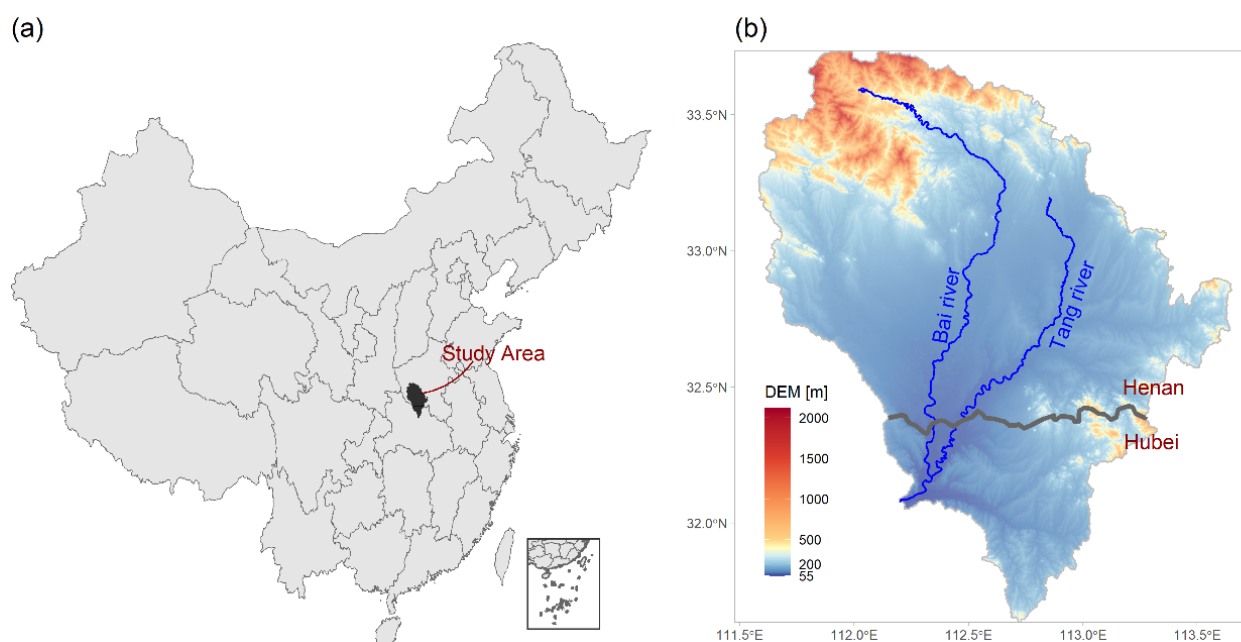 (a)
Study Area
(b)
33.5°N
33.0°N
32.5°N
32.0°N
Bai river
Tang river
DEM [m]
2000
1500
1000
500
200
55
Henan
Hubei
111.5°E
112.0°E
112.5°E
113.0°E
113.5°E